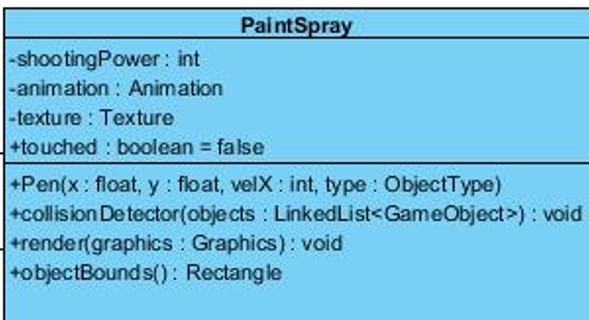 PaintSpray
-shootingPower : int
-animation : Animation
-texture : Texture
+touched : boolean = false
+Pen(x : float, y : float, velX : int, type : ObjectType)
+collisionDetector(objects : LinkedList<GameObject>) : void
+render(graphics : Graphics) : void
+objectBounds() : Rectangle